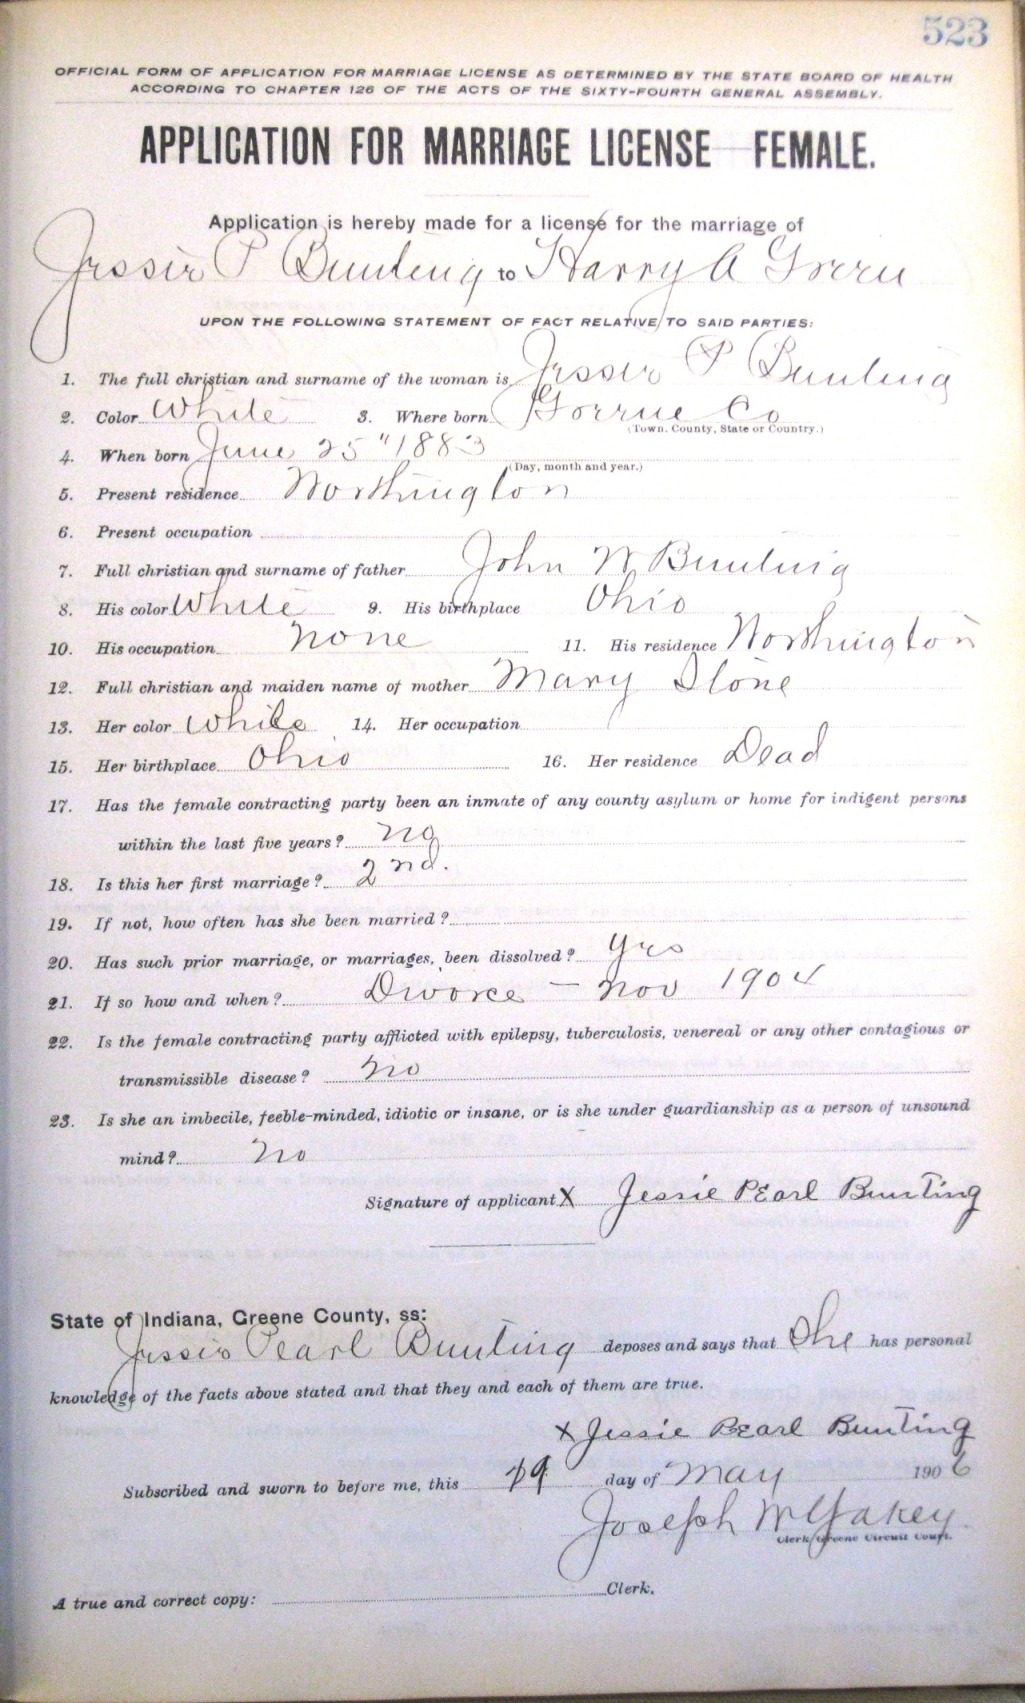 523
OFFICIAL FORM OF APPLICATION FOR MARRIAGE LICENSE AS DETERMINED BY THE STATE BOARD OF HEALTH
ACCORDING TO CHAPTER 126 OF THE ACTS OF THE SIXTY-FOURTH GENERAL ASSEMBLY.
APPLICATION FOR MARRIAGE LICENSE FEMALE.
Application is hereby made for a license for the marriage of
Jessie P Bunting to Harry A Green
UPON THE FOLLOWING STATEMENT OF FACT RELATIVE TO SAID PARTIES:
1. The full christian and surname of the woman is Jessie P Bunting
2. Color White 3. Where born Greene Co
(Town, County, State or Country.)
4. When born June 25" 1883
(Day, month and year.)
5. Present residence Worthington
6. Present occupation
7. Full christian and surname of father John W Bunting
8. His color White 9. His birthplace Ohio
10. His occupation none 11. His residence Worthington
12. Full christian and maiden name of mother Mary Stone
13. Her color White 14. Her occupation
15. Her birthplace Ohio 16. Her residence Dead
17. Has the female contracting party been an inmate of any county asylum or home for indigent persons
within the last five years? no
18. Is this her first marriage? 2nd.
19. If not, how often has she been married?
20. Has such prior marriage, or marriages, been dissolved? yes
21. If so how and when? Divorce - Nov 1904
22. Is the female contracting party afflicted with epilepsy, tuberculosis, venereal or any other contagious or
transmissible disease? no
23. Is she an imbecile, feeble-minded, idiotic or insane, or is she under guardianship as a person of unsound
mind? no
Signature of applicant X Jessie PEarl Bunting
State of Indiana, Greene County, ss:
Jessie Pearl Bunting deposes and says that She has personal
knowledge of the facts above stated and that they and each of them are true.
x Jessie Pearl Bunting
Subscribed and sworn to before me, this 19 day of May 1906
Joseph W Yakey
Clerk Greene Circuit Court.
A true and correct copy: Clerk.